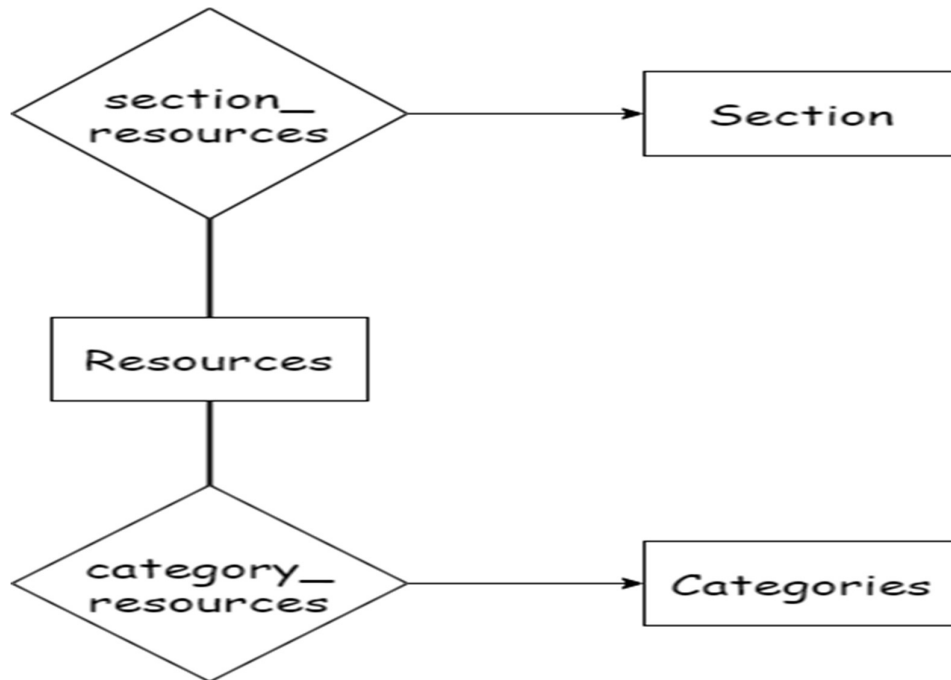 section_
resources
Section
Resources
category_
resources
Categories